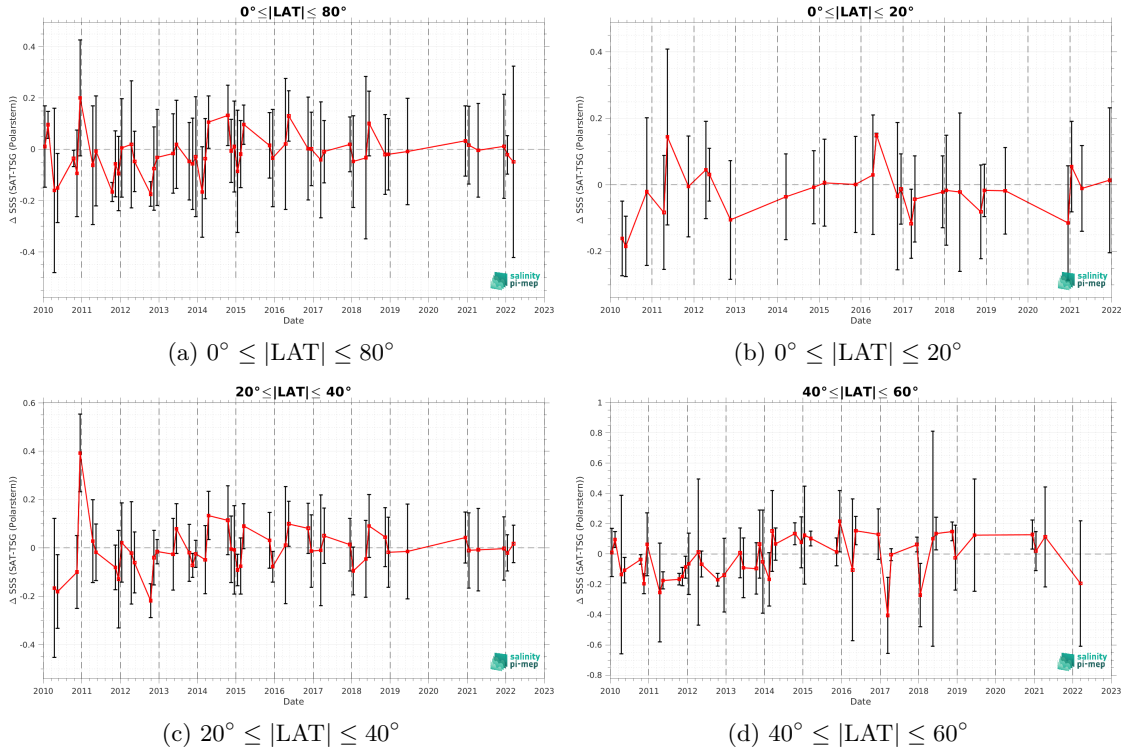 0°≤|LAT|≤ 80°
0.4
0.2
0
-0.2
-0.4
Δ SSS (SAT-TSG (Polarstern))
2010 2011 2012 2013 2014 2015 2016 2017 2018 2019 2020 2021 2022 2023
Date
salinity
pi-mep
(a) 0° ≤ |LAT| ≤ 80°
0°≤|LAT|≤ 20°
0.4
0.2
0
-0.2
Δ SSS (SAT-TSG (Polarstern))
2010 2011 2012 2013 2014 2015 2016 2017 2018 2019 2020 2021 2022
Date
salinity
pi-mep
(b) 0° ≤ |LAT| ≤ 20°
20°≤|LAT|≤ 40°
0.6
0.4
0.2
0
-0.2
-0.4
Δ SSS (SAT-TSG (Polarstern))
2010 2011 2012 2013 2014 2015 2016 2017 2018 2019 2020 2021 2022 2023
Date
salinity
pi-mep
(c) 20° ≤ |LAT| ≤ 40°
40°≤|LAT|≤ 60°
1
0.8
0.6
0.4
0.2
0
-0.2
-0.4
-0.6
-0.8
Δ SSS (SAT-TSG (Polarstern))
2010 2011 2012 2013 2014 2015 2016 2017 2018 2019 2020 2021 2022 2023
Date
salinity
pi-mep
(d) 40° ≤ |LAT| ≤ 60°